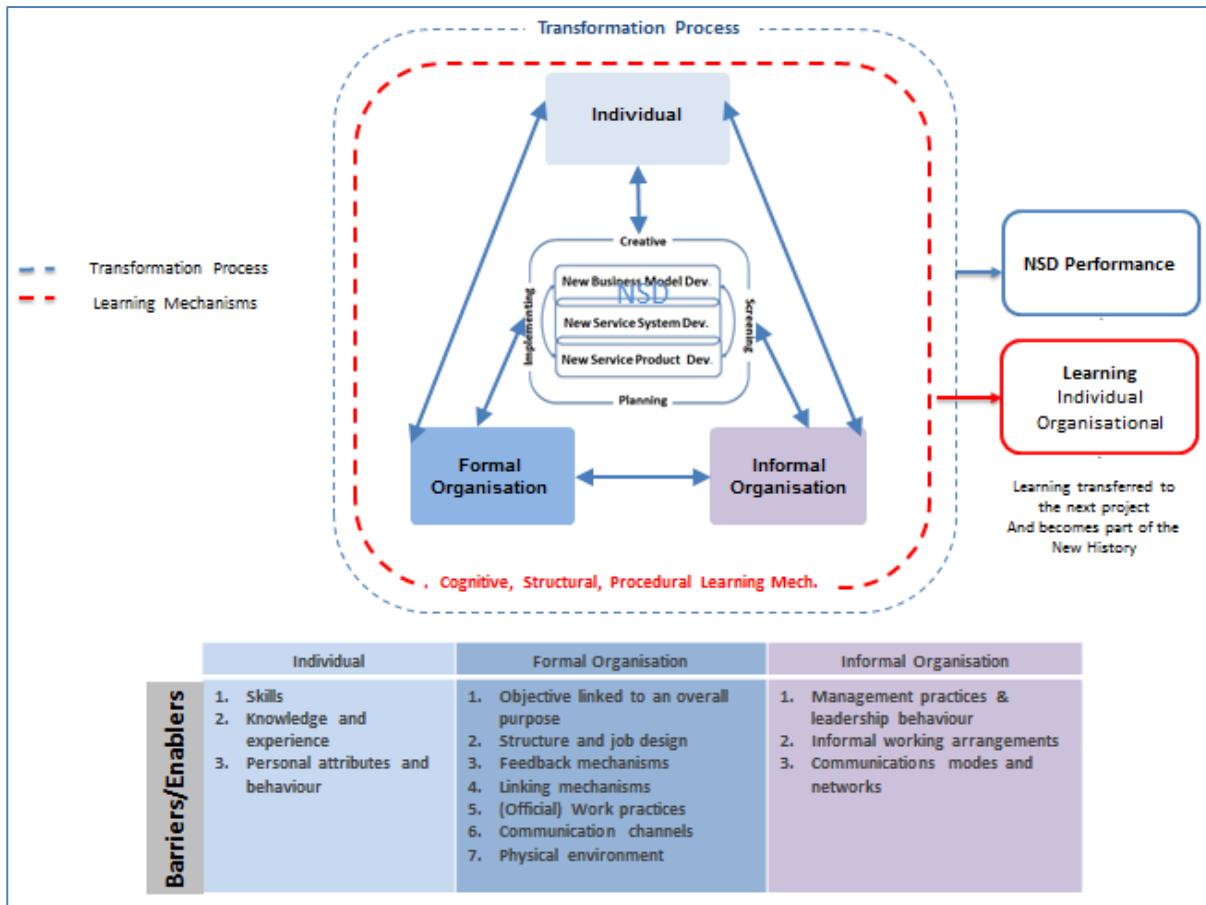 Transformation Process
Individual
Transformation Process
Learning Mechanisms
Creative
New Business Model Dev.
NSD
New Service System Dev.
New Service Product Dev.
Implementing
Screening
Planning
Formal
Organisation
Informal
Organisation
. Cognitive, Structural, Procedural Learning Mech.
NSD Performance
Learning
Individual
Organisational
Learning transferred to
the next project
And becomes part of the
New History
Barriers/Enablers
Individual
1. Skills
2. Knowledge and
experience
3. Personal attributes and
behaviour
Formal Organisation
1. Objective linked to an overall
purpose
2. Structure and job design
3. Feedback mechanisms
4. Linking mechanisms
5. (Official) Work practices
6. Communication channels
7. Physical environment
Informal Organisation
1. Management practices &
leadership behaviour
2. Informal working arrangements
3. Communications modes and
networks